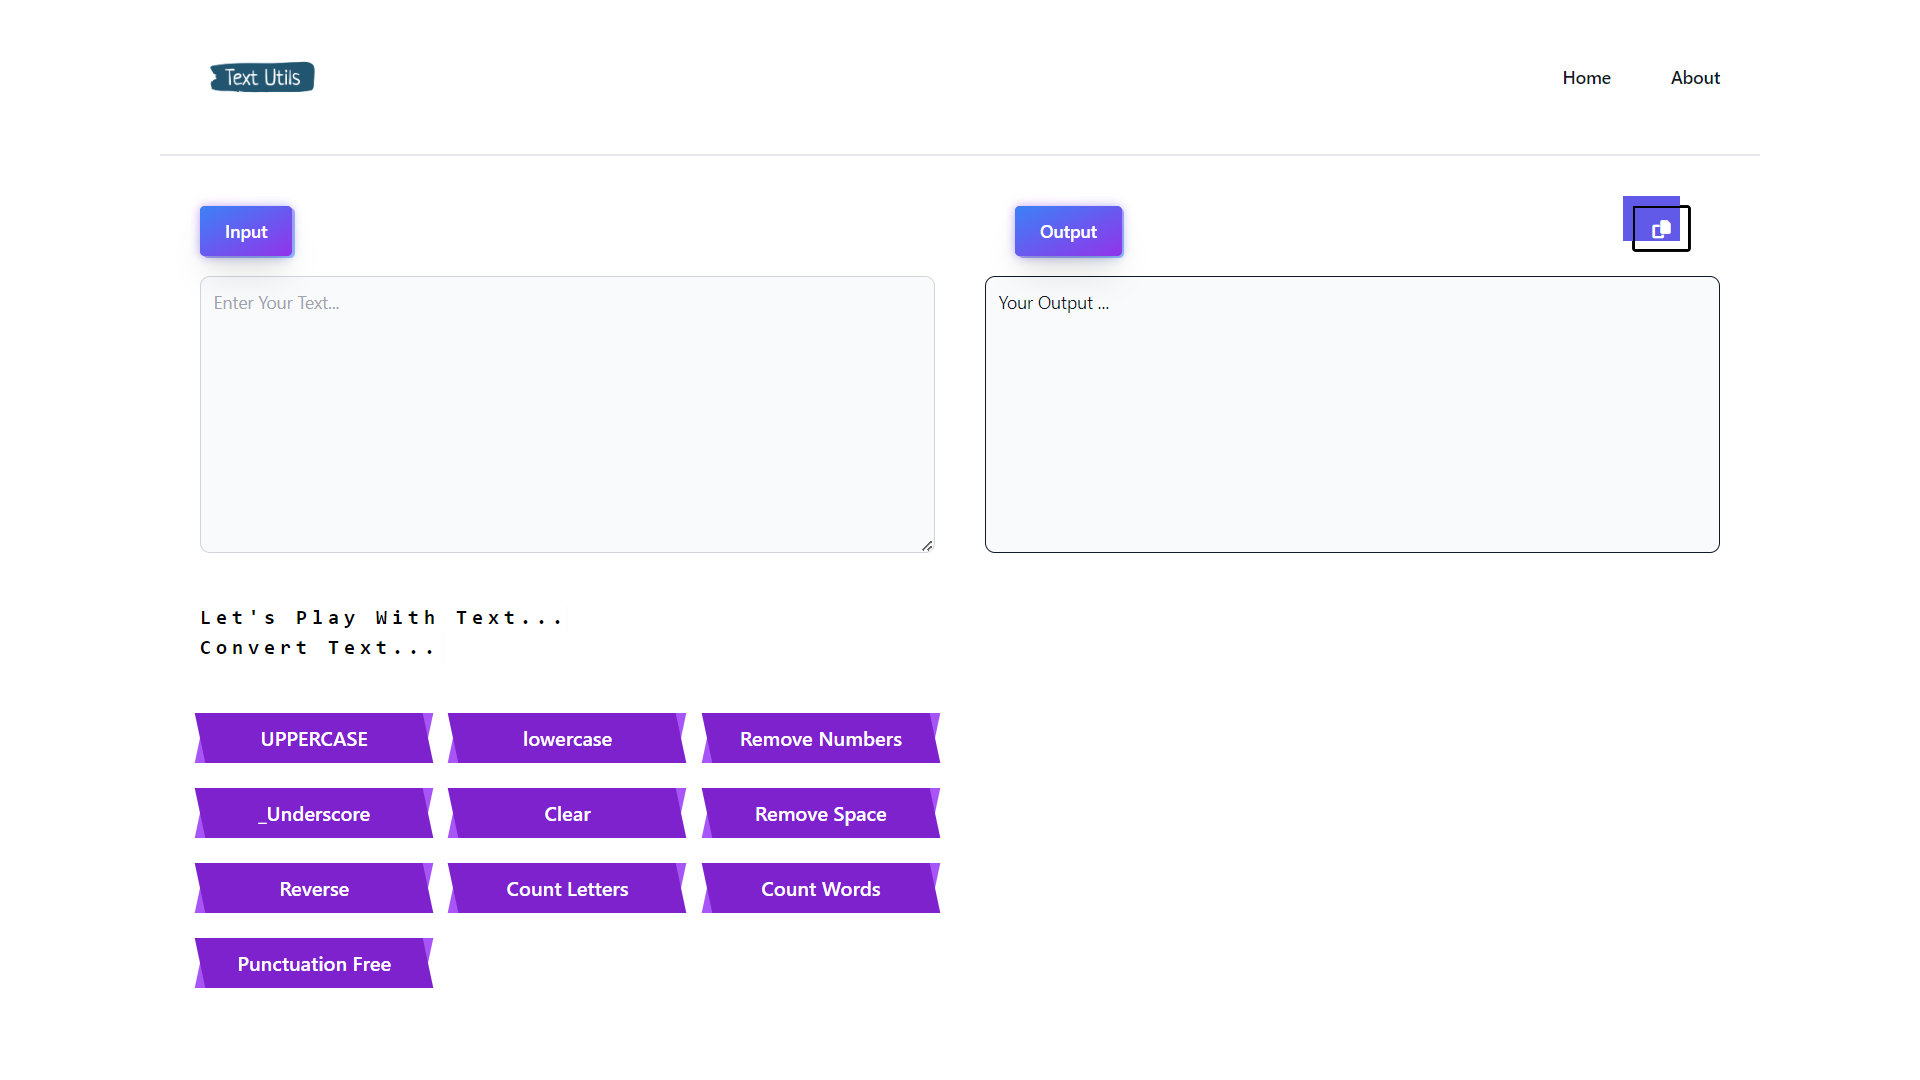 Text Utils
Home
About
Input
Output
Enter Your Text...
Your Output ...
Let's Play With Text...
Convert Text...
UPPERCASE
lowercase
Remove Numbers
_Underscore
Clear
Remove Space
Reverse
Count Letters
Count Words
Punctuation Free